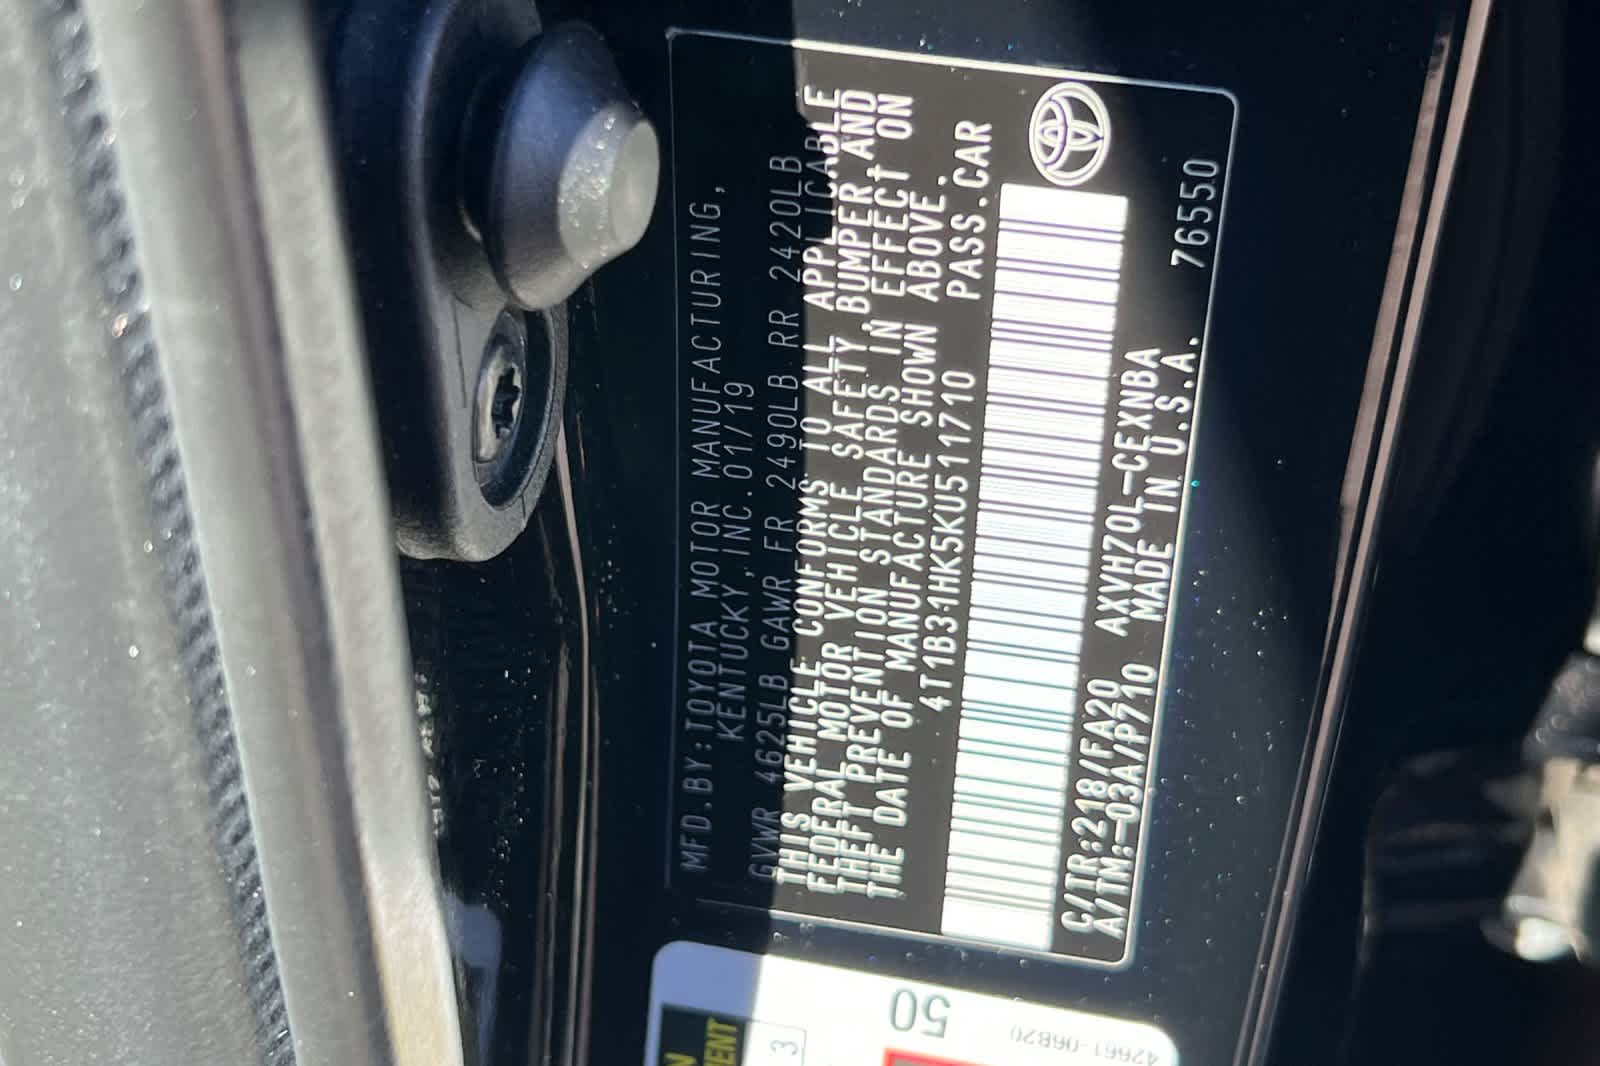 MFD.BY:TOYOTA MOTOR MANUFACTURING,
KENTUCKY,INC.01/19
GVWR 4625LB GAWR FR 2490LB RR 2420LB
THIS VEHICLE CONFORMS TO ALL APPLICABLE
FEDERAL MOTOR VEHICLE SAFETY,BUMPER,AND
THEFT PREVENTION STANDARDS IN EFFECT ON
THE DATE OF MANUFACTURE SHOWN ABOVE.
4T1B31HK5KU511710 PASS.CAR
C/TR:218/FA20 AXVH70L-CEXNBA
A/TM:-03A/P710 MADE IN U.S.A. 76550
50
42661-06B20
3